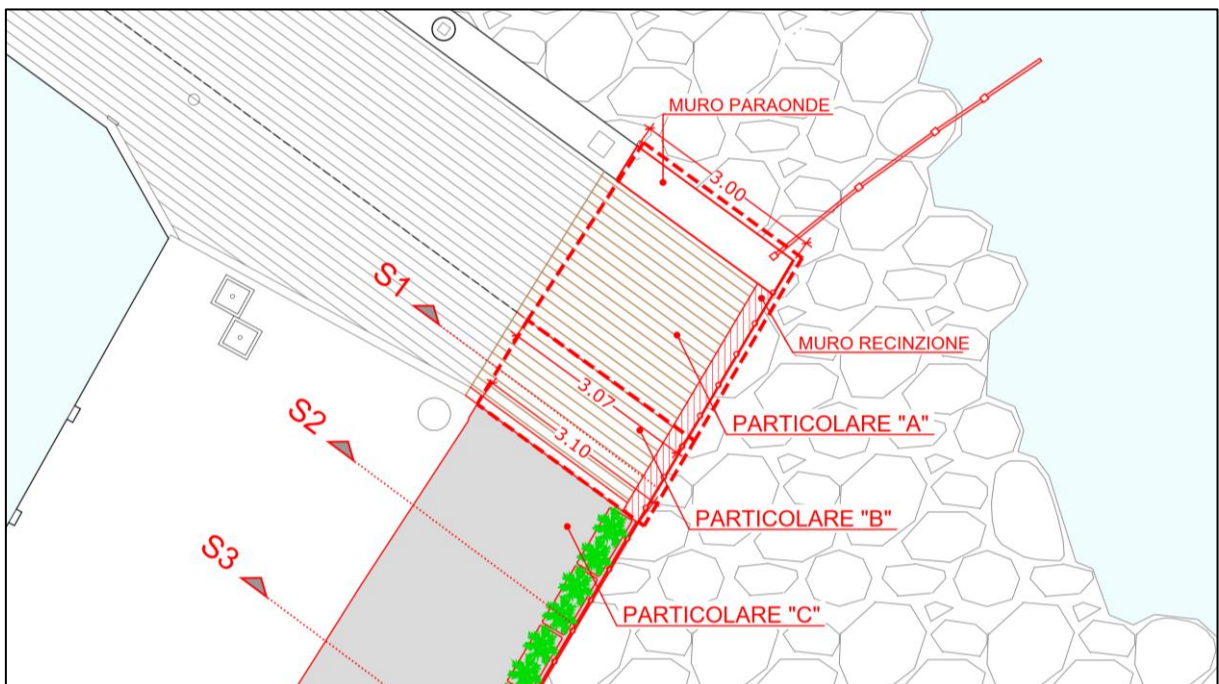 MURO PARAONDE
3.00
S1
MURO RECINZIONE
3.07
PARTICOLARE "A"
S2
3.10
PARTICOLARE "B"
S3
PARTICOLARE "C"